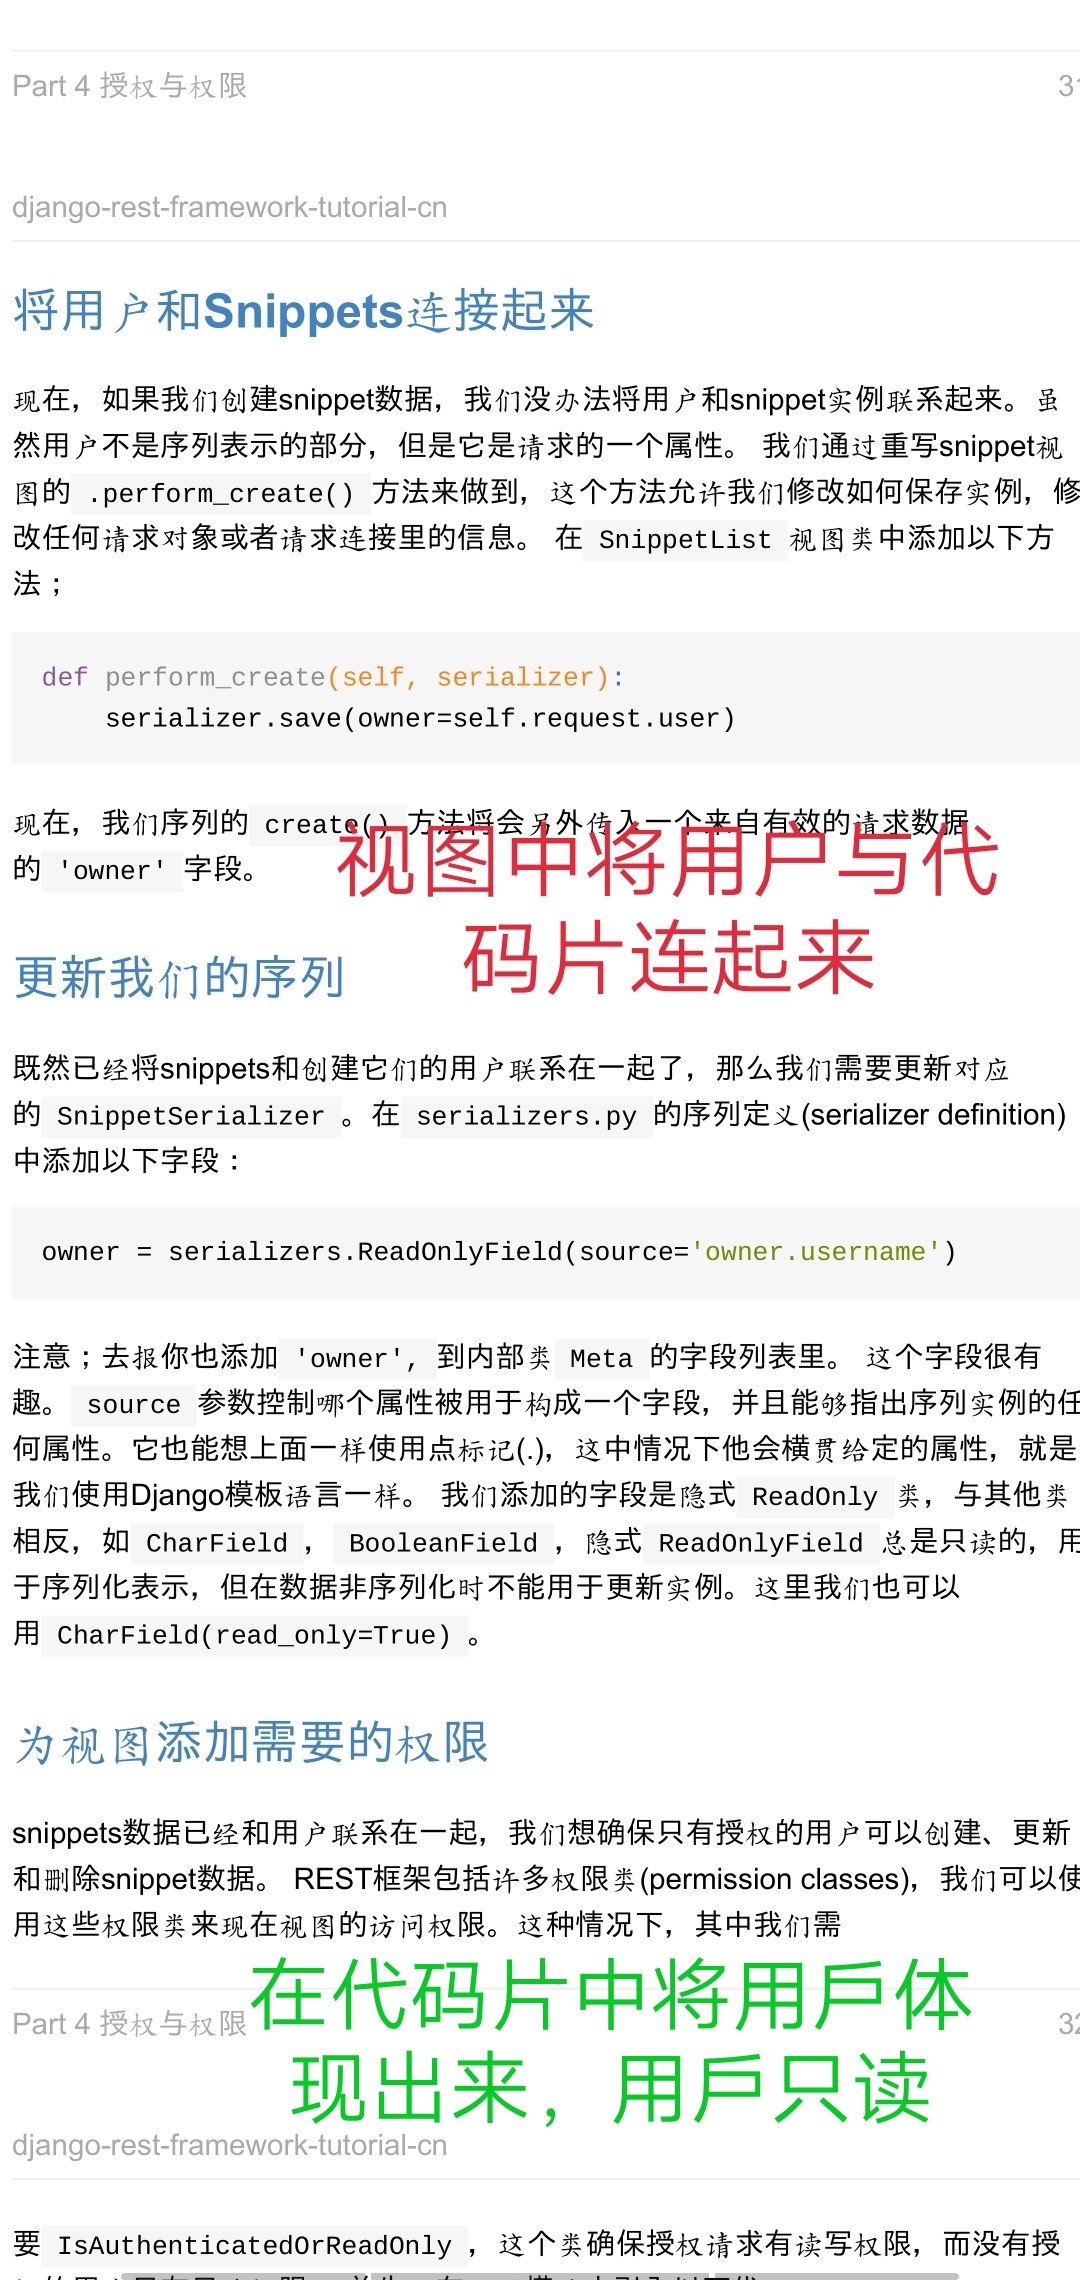 Part 4 授权与权限
django-rest-framework-tutorial-cn
将用户和Snippets连接起来
现在，如果我们创建snippet数据，我们没办法将用户和snippet实例联系起来。虽
然用户不是序列表示的部分，但是它是请求的一个属性。 我们通过重写snippet视
图的 .perform_create() 方法来做到，这个方法允许我们修改如何保存实例，修
改任何请求对象或者请求连接里的信息。 在 SnippetList 视图类中添加以下方
法；
def perform_create(self, serializer):
    serializer.save(owner=self.request.user)
现在，我们序列的 create() 方法将会另外传入一个来自有效的请求数据
的 'owner' 字段。
视图中将用户与代
码片连起来
更新我们的序列
既然已经将snippets和创建它们的用户联系在一起了，那么我们需要更新对应
的 SnippetSerializer 。在 serializers.py 的序列定义(serializer definition)
中添加以下字段：
owner = serializers.ReadOnlyField(source='owner.username')
注意；去报你也添加 'owner', 到内部类 Meta 的字段列表里。 这个字段很有
趣。 source 参数控制哪个属性被用于构成一个字段，并且能够指出序列实例的任
何属性。它也能想上面一样使用点标记(.)，这中情况下他会横贯给定的属性，就是
我们使用Django模板语言一样。 我们添加的字段是隐式 ReadOnly 类，与其他类
相反，如 CharField ， BooleanField ，隐式 ReadOnlyField 总是只读的，用
于序列化表示，但在数据非序列化时不能用于更新实例。这里我们也可以
用 CharField(read_only=True) 。
为视图添加需要的权限
snippets数据已经和用户联系在一起，我们想确保只有授权的用户可以创建、更新
和删除snippet数据。 REST框架包括许多权限类(permission classes)，我们可以使
用这些权限类来现在视图的访问权限。这种情况下，其中我们需
在代码片中将用戶体
现出来，用戶只读
Part 4 授权与权限
django-rest-framework-tutorial-cn
要 IsAuthenticatedOrReadOnly ，这个类确保授权请求有读写权限，而没有授